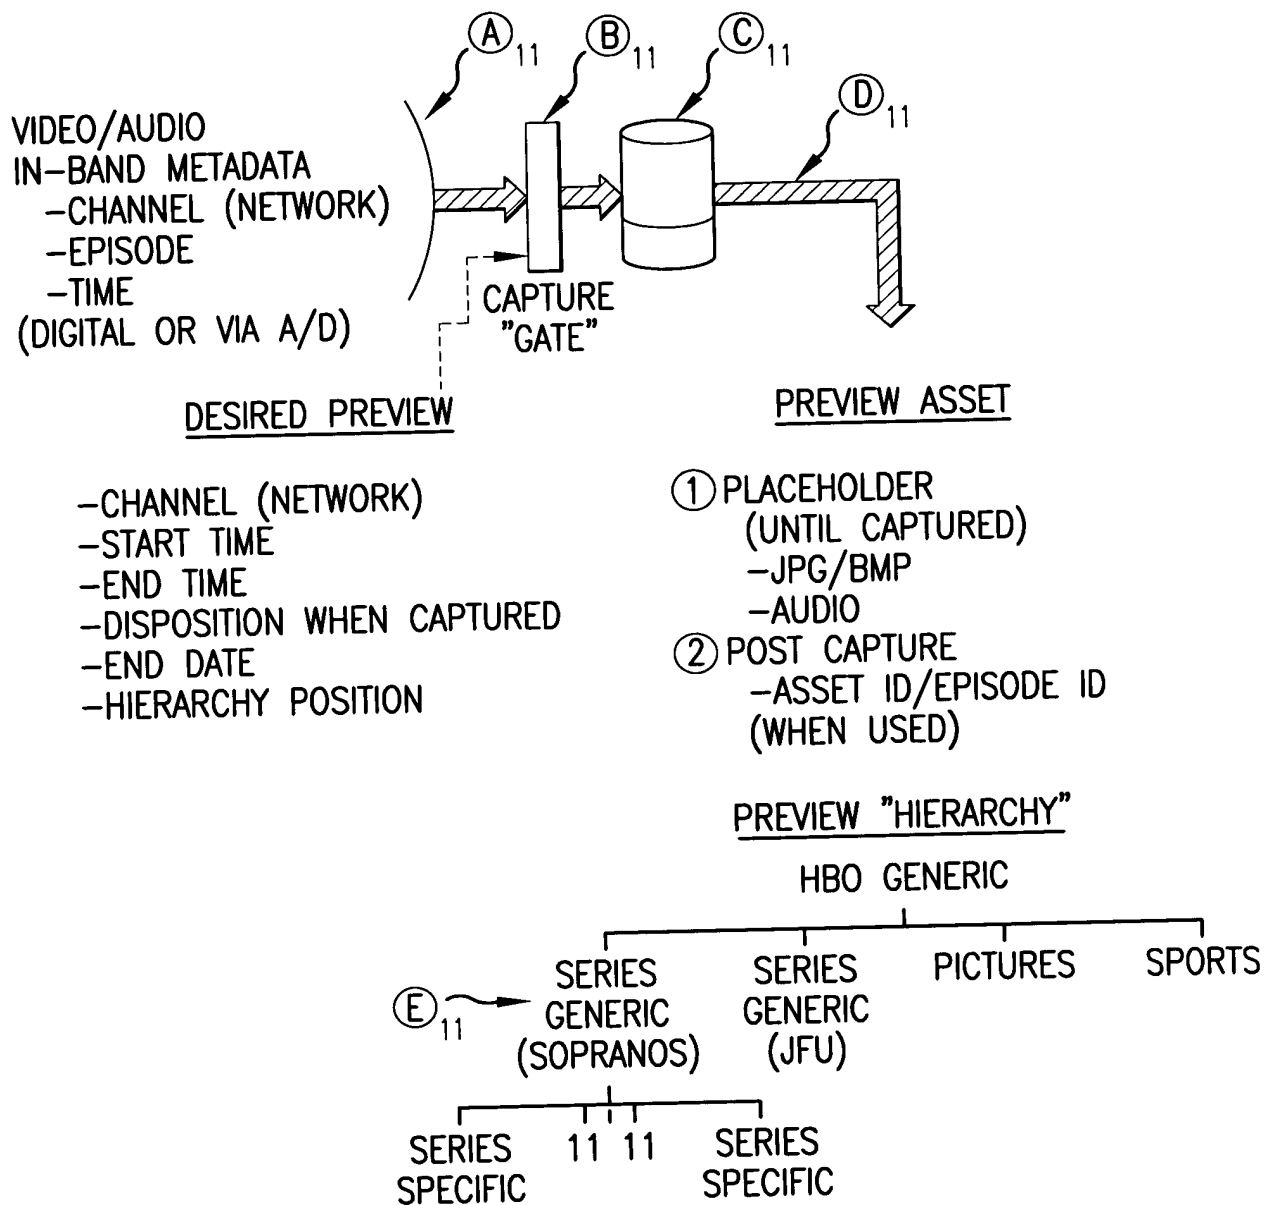 A 11
B 11
C 11
D 11
VIDEO/AUDIO
IN-BAND METADATA
-CHANNEL (NETWORK)
-EPISODE
-TIME
(DIGITAL OR VIA A/D)
CAPTURE
"GATE"
DESIRED PREVIEW
-CHANNEL (NETWORK)
-START TIME
-END TIME
-DISPOSITION WHEN CAPTURED
-END DATE
-HIERARCHY POSITION
PREVIEW ASSET
1 PLACEHOLDER
(UNTIL CAPTURED)
-JPG/BMP
-AUDIO
2 POST CAPTURE
-ASSET ID/EPISODE ID
(WHEN USED)
PREVIEW "HIERARCHY"
HBO GENERIC
SERIES
GENERIC
(SOPRANOS)
SERIES
GENERIC
(JFU)
PICTURES
SPORTS
E 11
SERIES
SPECIFIC
11 11
SERIES
SPECIFIC